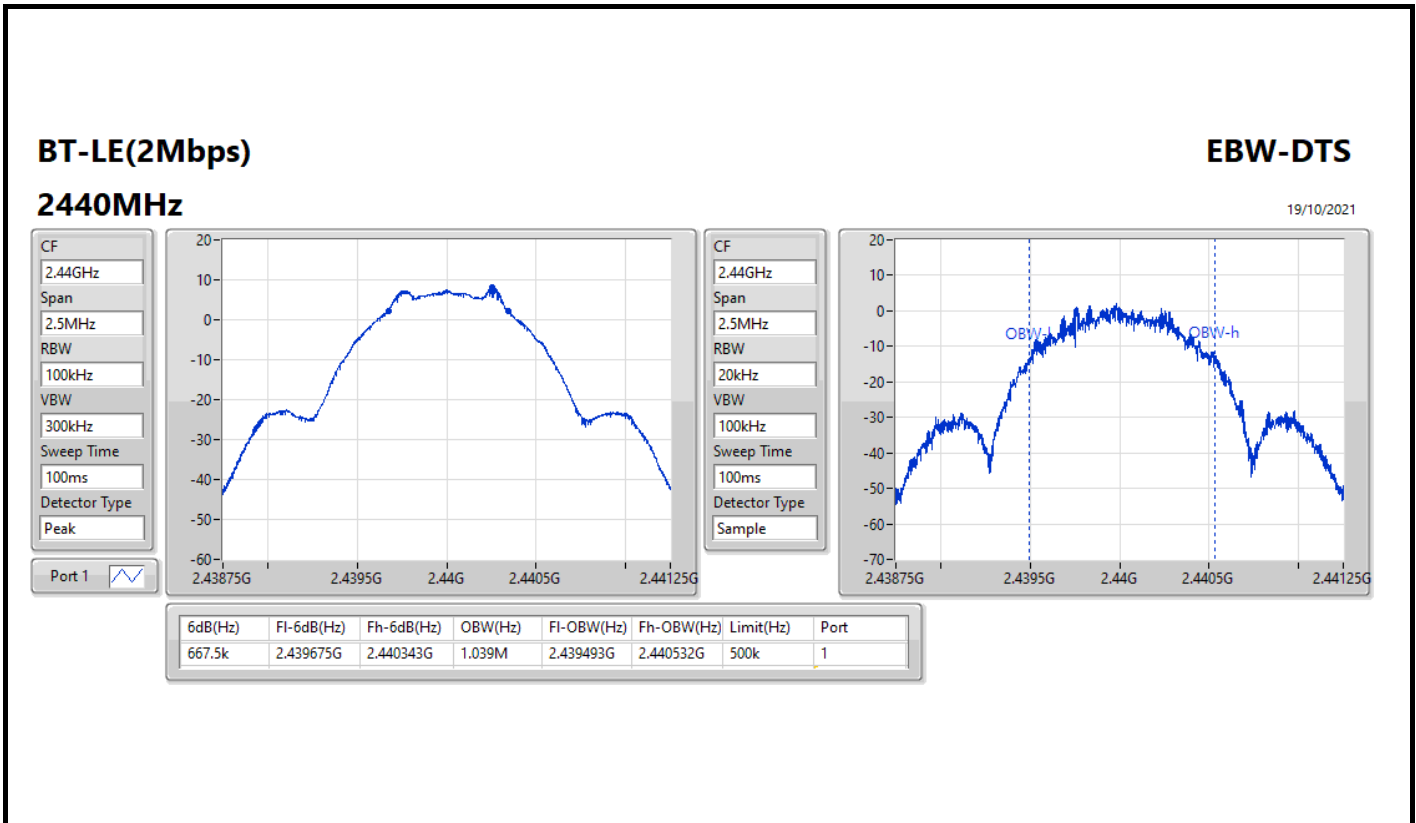 BT-LE(2Mbps)
EBW-DTS
2440MHz
19/10/2021
CF
2.44GHz
Span
2.5MHz
RBW
100kHz
VBW
300kHz
Sweep Time
100ms
Detector Type
Peak
Port 1
20
10
0
-10
-20
-30
-40
-50
-60
2.43875G 2.4395G 2.44G 2.4405G 2.44125G
CF
2.44GHz
Span
2.5MHz
RBW
20kHz
VBW
100kHz
Sweep Time
100ms
Detector Type
Sample
20
10
0
-10
-20
-30
-40
-50
-60
-70
OBW-l OBW-h
2.43875G 2.4395G 2.44G 2.4405G 2.44125G
6dB(Hz) Fl-6dB(Hz) Fh-6dB(Hz) OBW(Hz) Fl-OBW(Hz) Fh-OBW(Hz) Limit(Hz) Port
667.5k 2.439675G 2.440343G 1.039M 2.439493G 2.440532G 500k 1